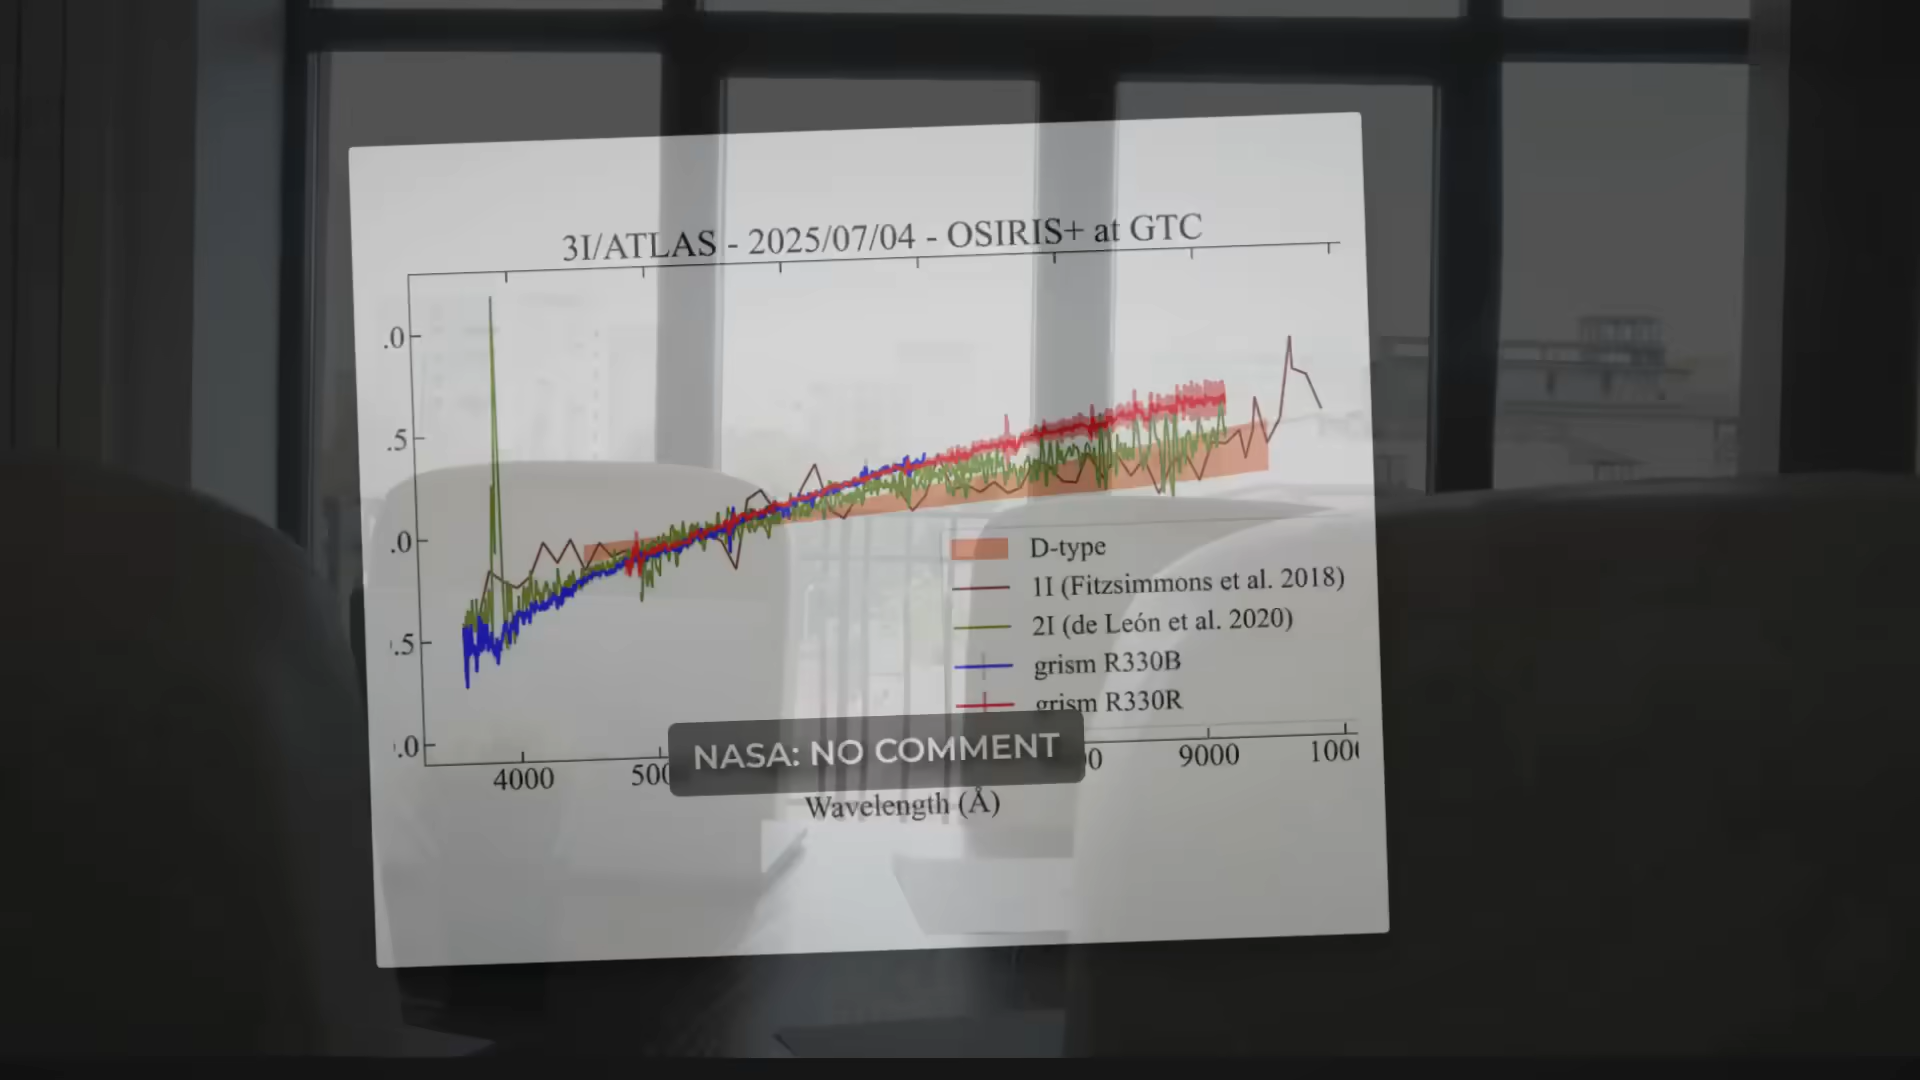 3I/ATLAS - 2025/07/04 - OSIRIS+ at GTC
.0
.5
.0
.5
.0
D-type
1I (Fitzsimmons et al. 2018)
2I (de León et al. 2020)
grism R330B
grism R330R
4000
9000
Wavelength (Å)
NASA: NO COMMENT